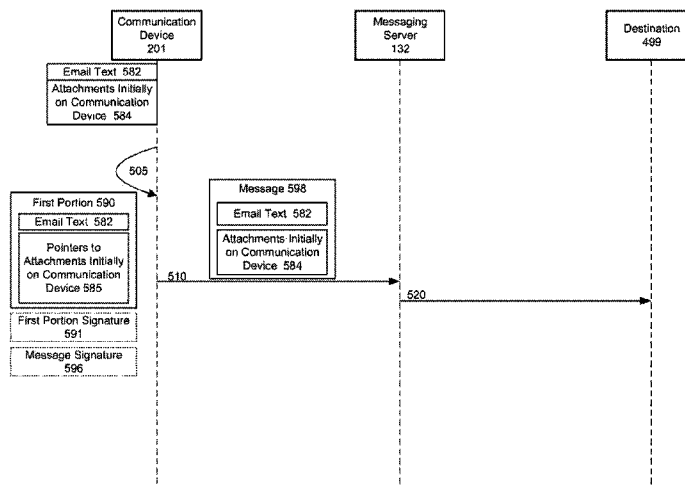 Communication
Device
201
Messaging
Server
132
Destination
499
Email Text 582
Attachments Initially
on Communication
Device 584
505
First Portion 590
Email Text 582
Pointers to
Attachments Initially
on Communication
Device 585
First Portion Signature
591
Message Signature
596
Message 598
Email Text 582
Attachments Initially
on Communication
Device 584
510
520